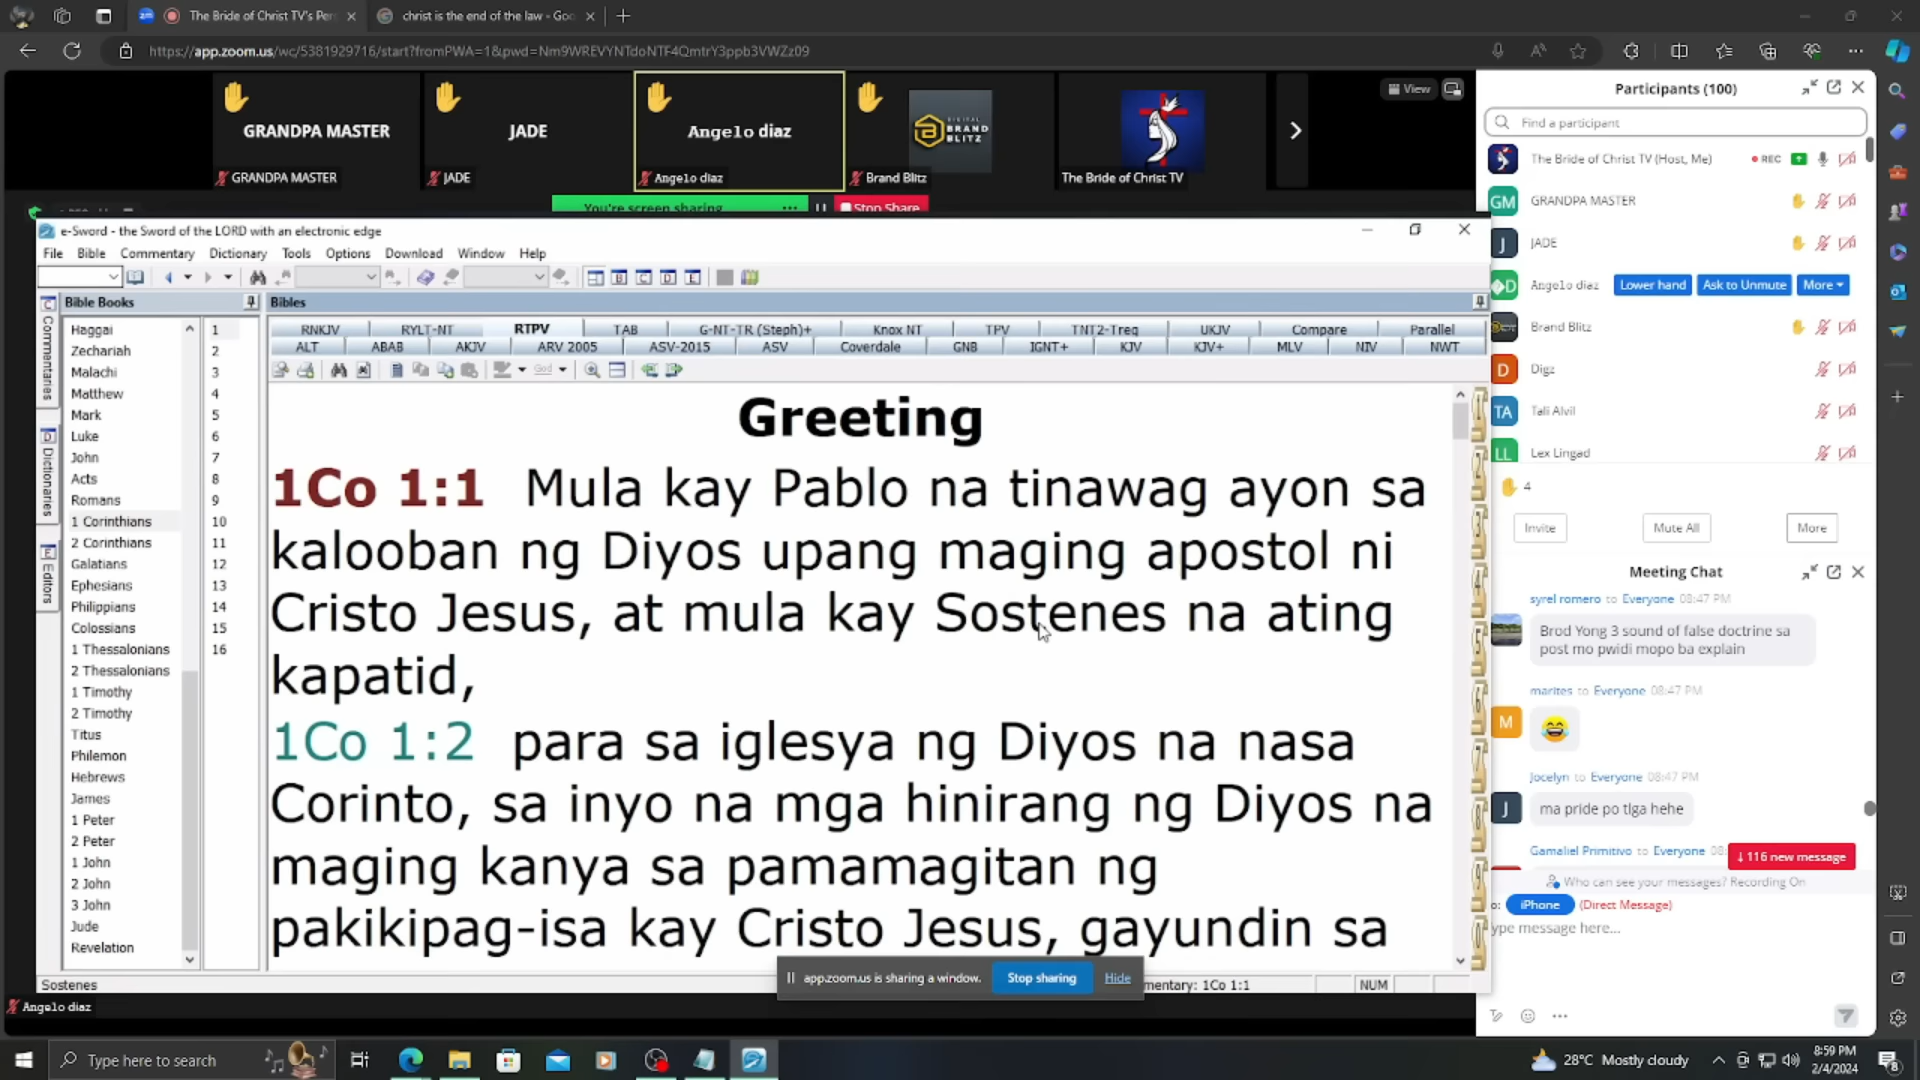 The Bride of Christ TV's Per
christ is the end of the law - Goo
https://app.zoom.us/wc/5381929716/start?fromPWA=1&pwd=Nm9WREVYNTdoNTF4QmtrY3ppb3VWZz09
GRANDPA MASTER
JADE
Angelo diaz
DIGITAL
BRAND
BLITZ
GRANDPA MASTER
JADE
Angelo diaz
Brand Blitz
The Bride of Christ TV
View
You're screen sharing
Stop Share
e-Sword - the Sword of the LORD with an electronic edge
File Bible Commentary Dictionary Tools Options Download Window Help
Commentaries
Dictionaries
Editors
Bible Books
Haggai
Zechariah
Malachi
Matthew
Mark
Luke
John
Acts
Romans
1 Corinthians
2 Corinthians
Galatians
Ephesians
Philippians
Colossians
1 Thessalonians
2 Thessalonians
1 Timothy
2 Timothy
Titus
Philemon
Hebrews
James
1 Peter
2 Peter
1 John
2 John
3 John
Jude
Revelation
1
2
3
4
5
6
7
8
9
10
11
12
13
14
15
16
Bibles
RNKJV RYLT-NT RTPV TAB G-NT-TR (Steph)+ Knox NT TPV TNT2-Treg UKJV Compare Parallel
ALT ABAB AKJV ARV 2005 ASV-2015 ASV Coverdale GNB IGNT+ KJV KJV+ MLV NIV NWT
Greeting
1Co 1:1 Mula kay Pablo na tinawag ayon sa
kalooban ng Diyos upang maging apostol ni
Cristo Jesus, at mula kay Sostenes na ating
kapatid,
1Co 1:2 para sa iglesya ng Diyos na nasa
Corinto, sa inyo na mga hinirang ng Diyos na
maging kanya sa pamamagitan ng
pakikipag-isa kay Cristo Jesus, gayundin sa
Sostenes
app.zoom.us is sharing a window. Stop sharing Hide
mentary: 1Co 1:1
NUM
Angelo diaz
Participants (100)
Find a participant
The Bride of Christ TV (Host, Me) REC
GM GRANDPA MASTER
J JADE
D Angelo diaz Lower hand Ask to Unmute More
Brand Blitz
D Digz
TA Tali Alvil
LL Lex Lingad
4
Invite Mute All More
Meeting Chat
syrel romero to Everyone 08:47 PM
Brod Yong 3 sound of false doctrine sa
post mo pwidi mopo ba explain
marites to Everyone 08:47 PM
M
Jocelyn to Everyone 08:47 PM
J
ma pride po tlga hehe
Gamaliel Primitivo to Everyone 08:
116 new message
Who can see your messages? Recording On
o: iPhone (Direct Message)
ype message here...
Type here to search
28°C Mostly cloudy
8:59 PM
2/4/2024
8